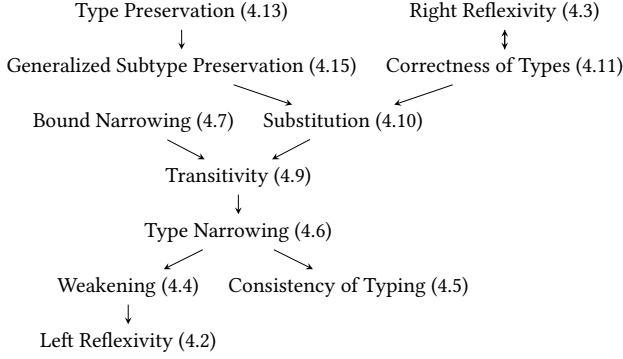 Type Preservation (4.13) Right Reflexivity (4.3)
Generalized Subtype Preservation (4.15) Correctness of Types (4.11)
Bound Narrowing (4.7) Substitution (4.10)
Transitivity (4.9)
Type Narrowing (4.6)
Weakening (4.4) Consistency of Typing (4.5)
Left Reflexivity (4.2)